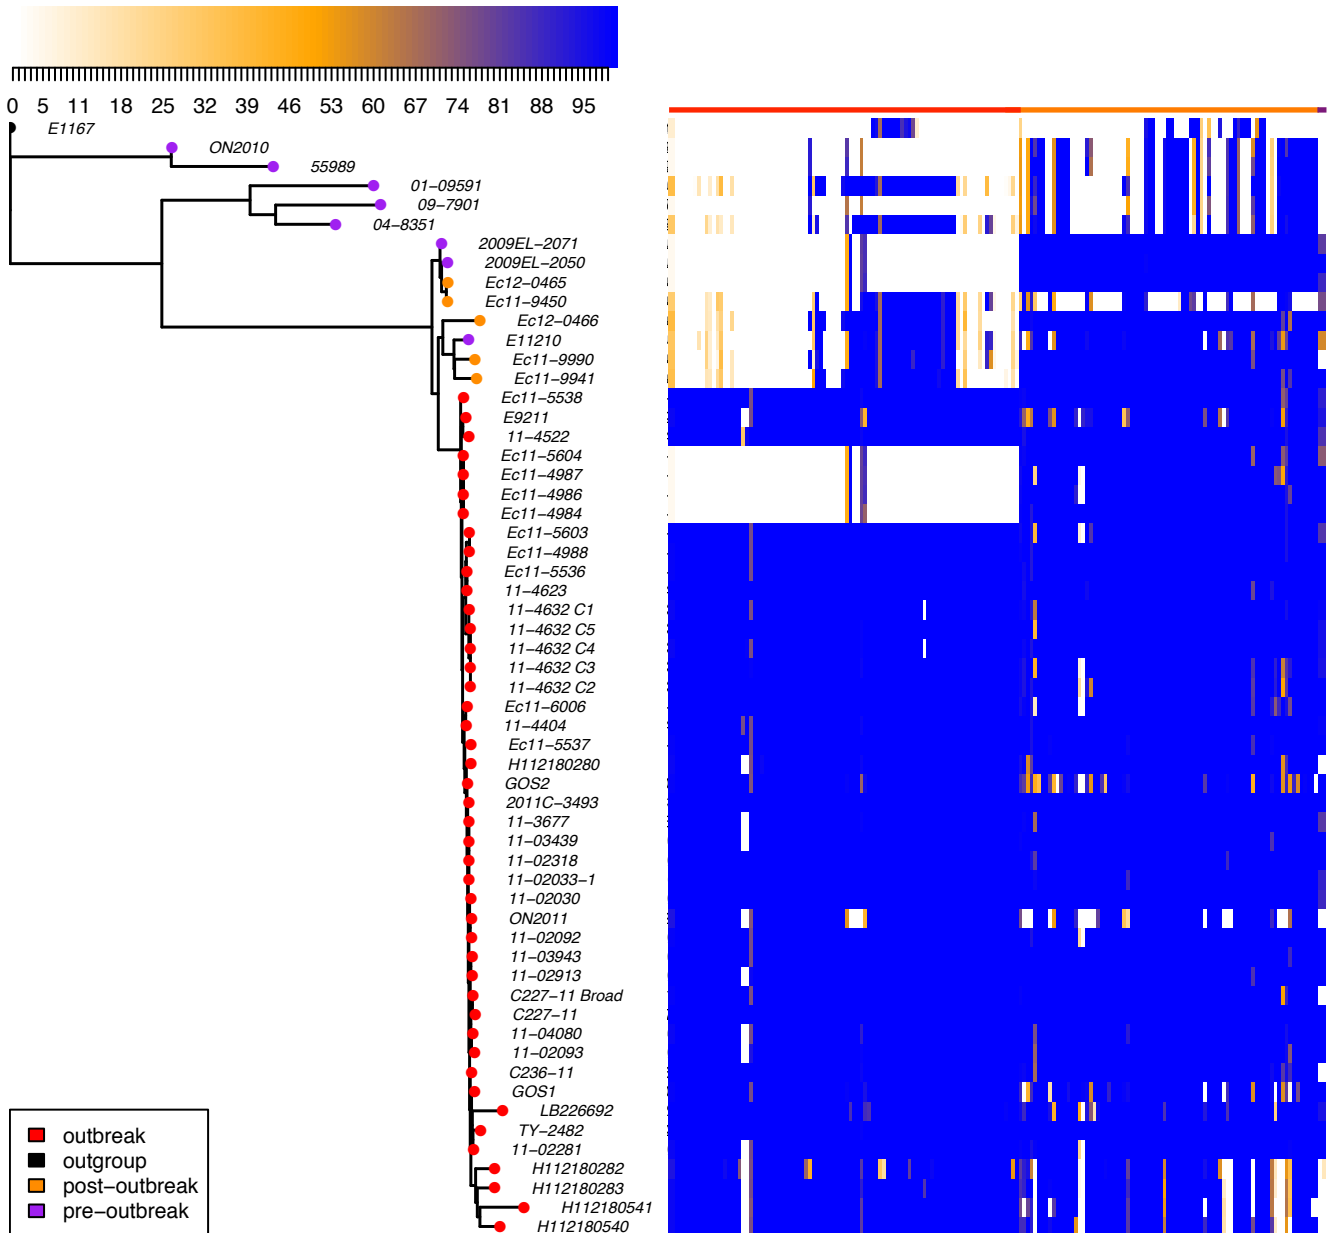 0 5 11 18 25 32 39 46 53 60 67 74 81 88 95
E1167
ON2010
55989
01−09591
09−7901
04−8351
2009EL−2071
2009EL−2050
Ec12−0465
Ec11−9450
Ec12−0466
E11210
Ec11−9990
Ec11−9941
Ec11−5538
E9211
11−4522
Ec11−5604
Ec11−4987
Ec11−4986
Ec11−4984
Ec11−5603
Ec11−4988
Ec11−5536
11−4623
11−4632 C1
11−4632 C5
11−4632 C4
11−4632 C3
11−4632 C2
Ec11−6006
11−4404
Ec11−5537
H112180280
GOS2
2011C−3493
11−3677
11−03439
11−02318
11−02033−1
11−02030
ON2011
11−02092
11−03943
11−02913
C227−11 Broad
C227−11
11−04080
11−02093
C236−11
GOS1
LB226692
TY−2482
11−02281
H112180282
H112180283
H112180541
H112180540
outbreak
outgroup
post−outbreak
pre−outbreak